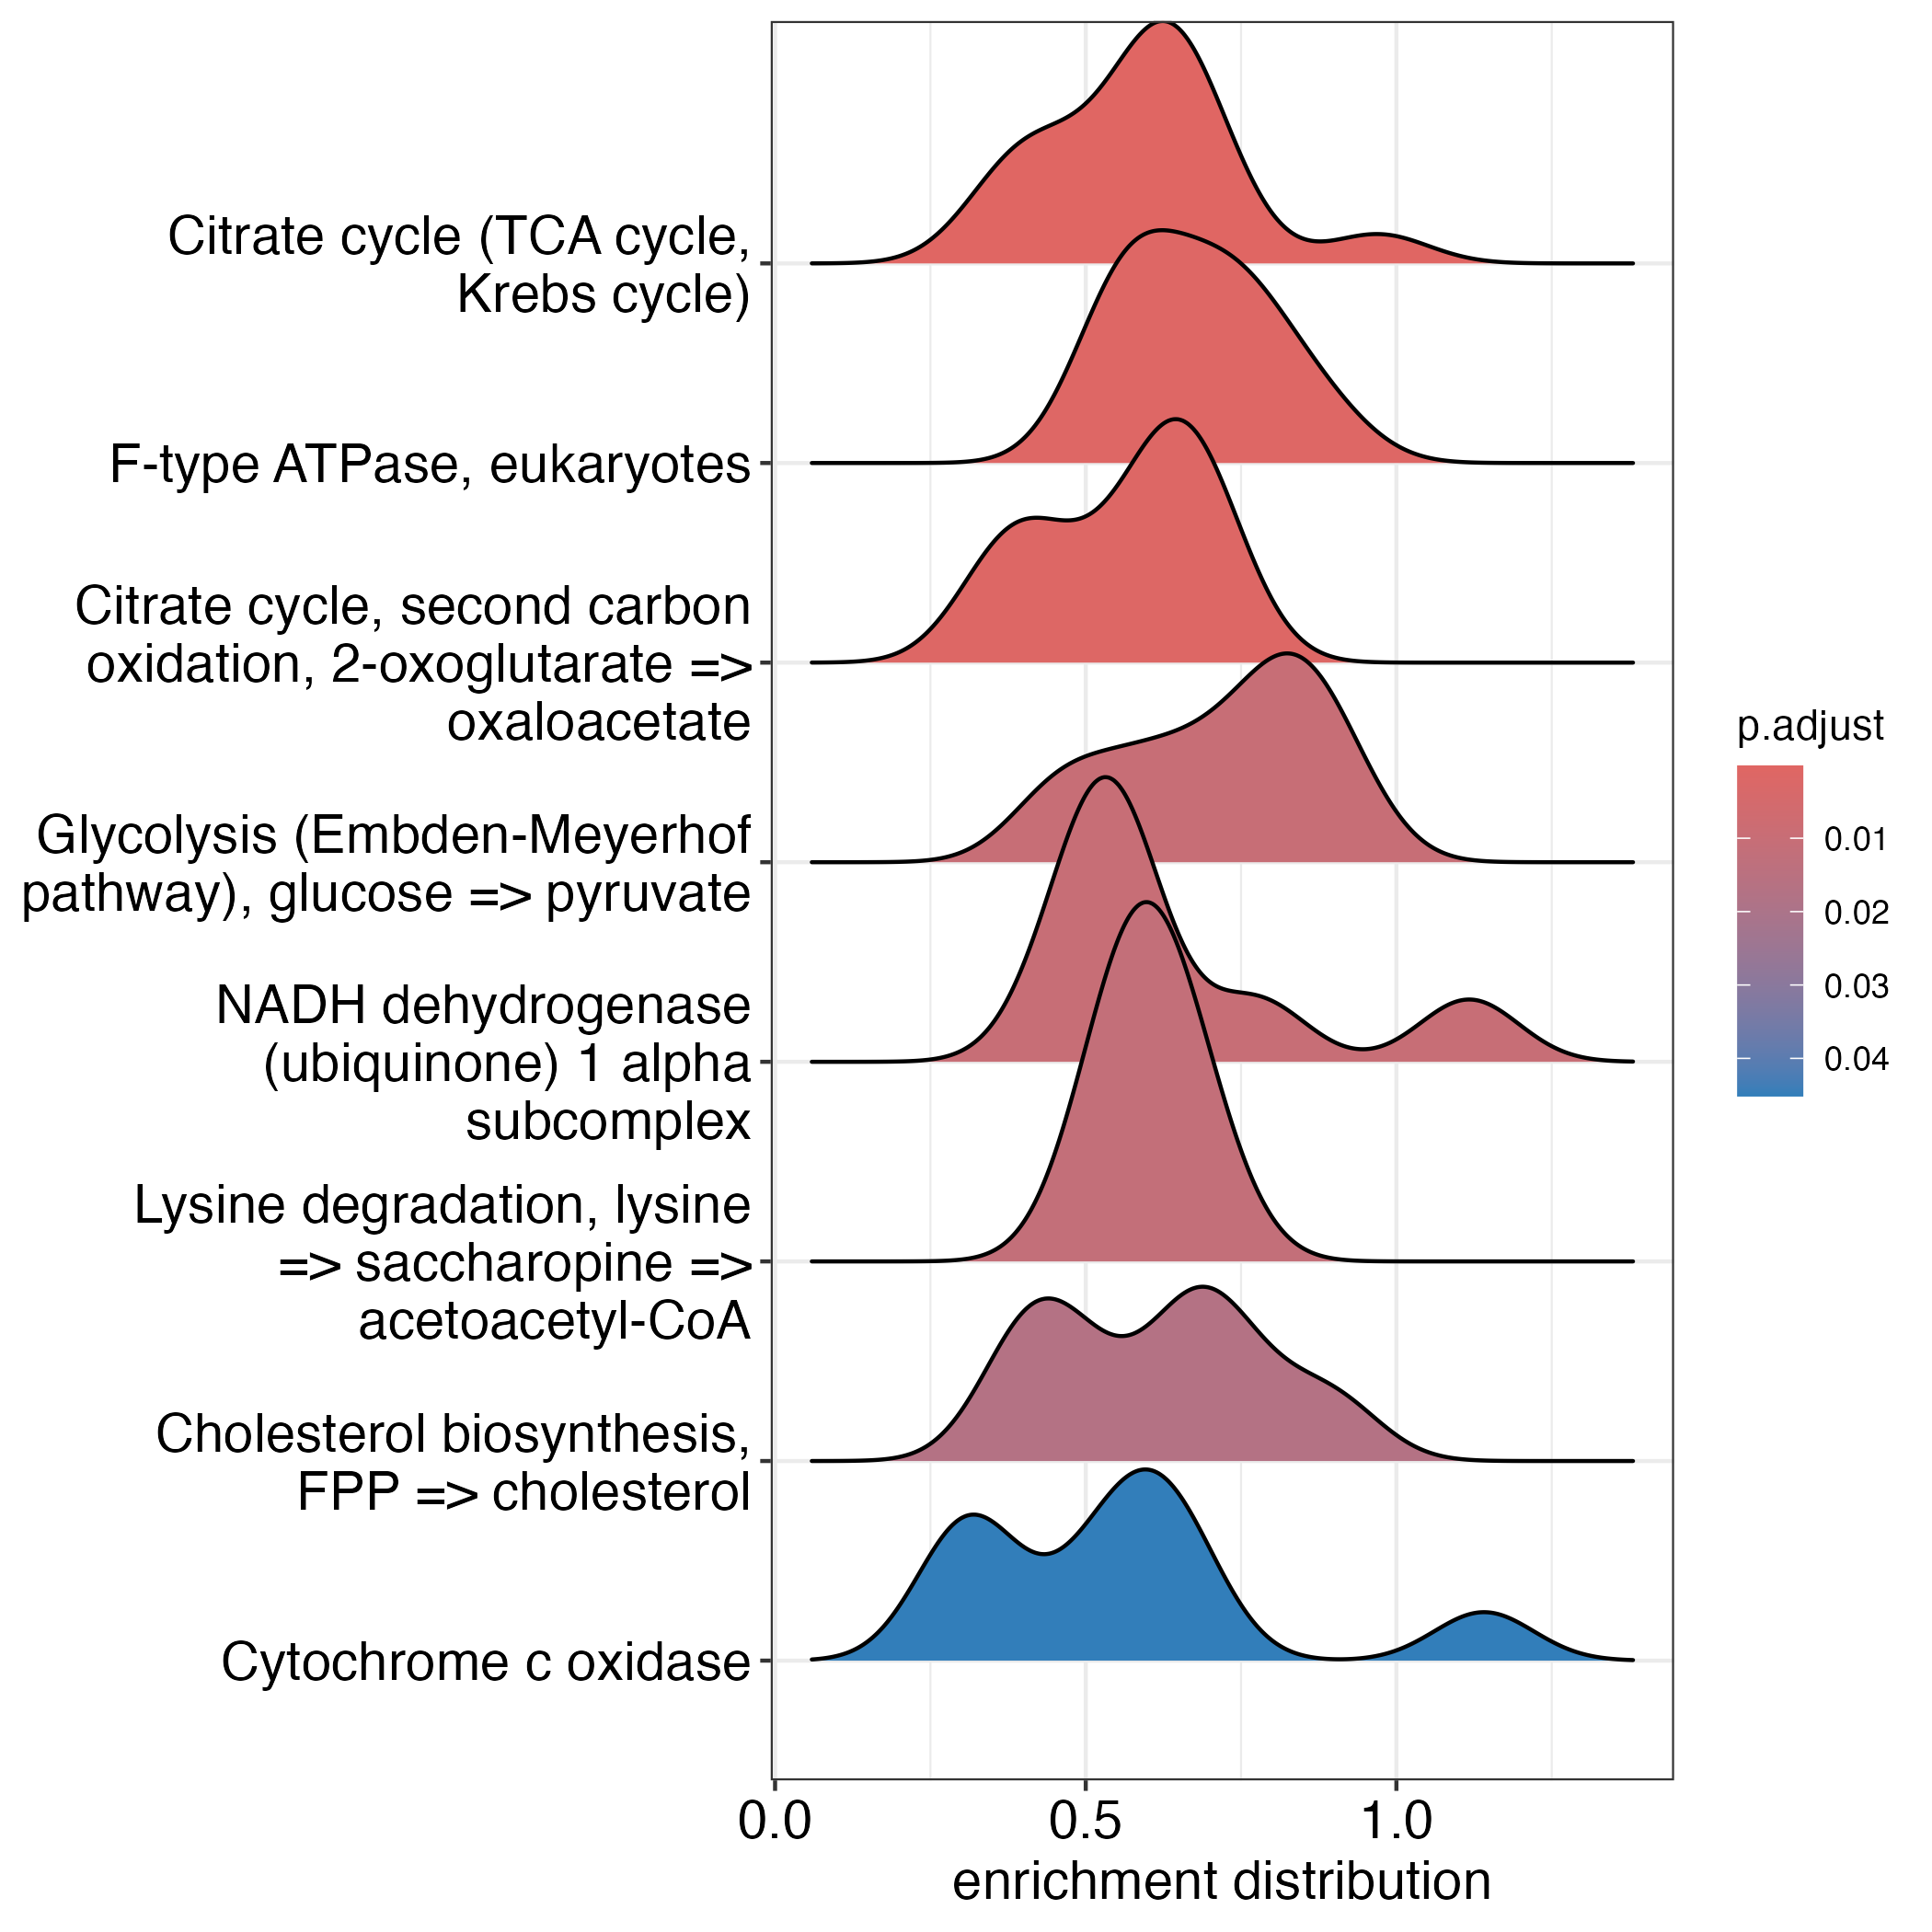 Citrate cycle (TCA cycle,
Krebs cycle)
F-type ATPase, eukaryotes
Citrate cycle, second carbon
oxidation, 2-oxoglutarate =>
oxaloacetate
Glycolysis (Embden-Meyerhof
pathway), glucose => pyruvate
NADH dehydrogenase
(ubiquinone) 1 alpha
subcomplex
Lysine degradation, lysine
=> saccharopine =>
acetoacetyl-CoA
Cholesterol biosynthesis,
FPP => cholesterol
Cytochrome c oxidase
0.0 0.5 1.0
enrichment distribution
p.adjust
0.01
0.02
0.03
0.04